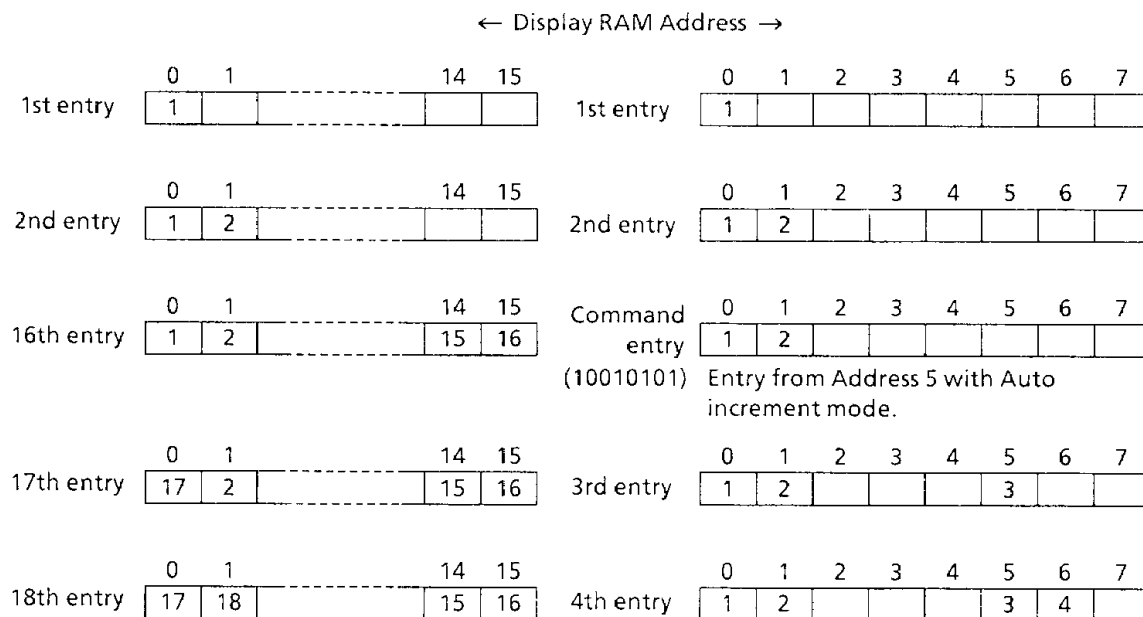 ← Display RAM Address →
0 1 14 15
1st entry 1
0 1 2 3 4 5 6 7
1st entry 1
0 1 14 15
2nd entry 1 2
0 1 2 3 4 5 6 7
2nd entry 1 2
0 1 14 15
16th entry 1 2 15 16
0 1 2 3 4 5 6 7
Command
entry 1 2
(10010101) Entry from Address 5 with Auto
increment mode.
0 1 14 15
17th entry 17 2 15 16
0 1 2 3 4 5 6 7
3rd entry 1 2 3
0 1 14 15
18th entry 17 18 15 16
0 1 2 3 4 5 6 7
4th entry 1 2 3 4